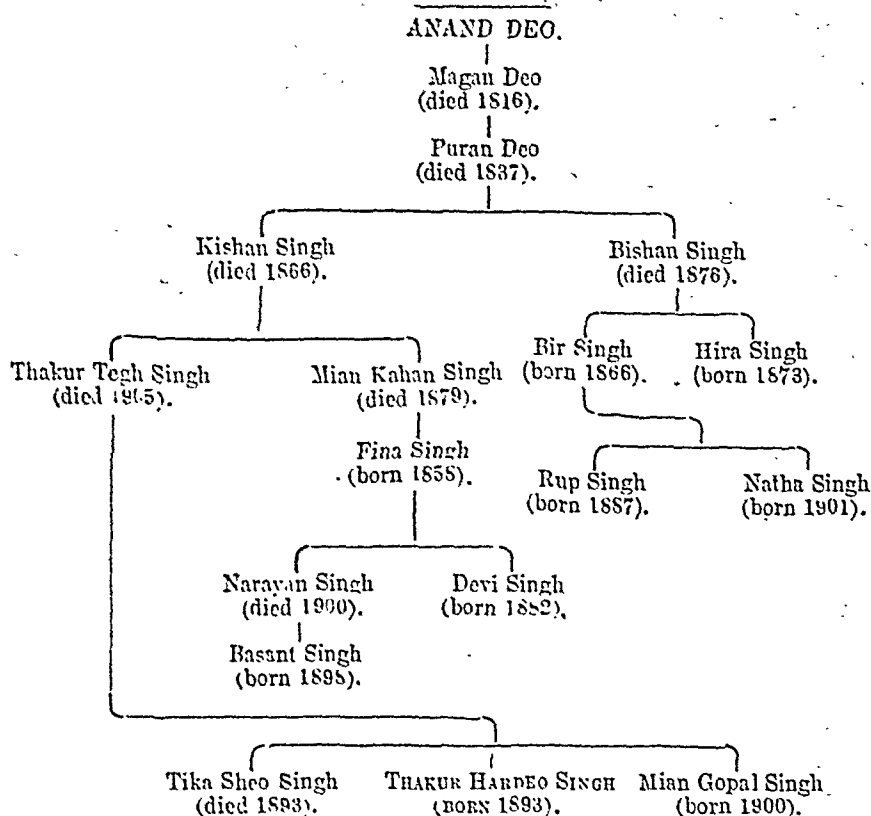 ANAND DEO.
Magan Deo
(died 1816).
Puran Deo
(died 1837).
Kishan Singh
(died 1866).
Bishan Singh
(died 1876).
Thakur Tegh Singh
(died 1905).
Mian Kahan Singh
(died 1879).
Bir Singh
(born 1866).
Hira Singh
(born 1873).
Fina Singh
(born 1858).
Rup Singh
(born 1887).
Natha Singh
(born 1901).
Narayan Singh
(died 1900).
Devi Singh
(born 1882).
Basant Singh
(born 1898).
Tika Sheo Singh
(died 1893).
THAKUR HARDEO SINGH
(BORN 1893).
Mian Gopal Singh
(born 1900).